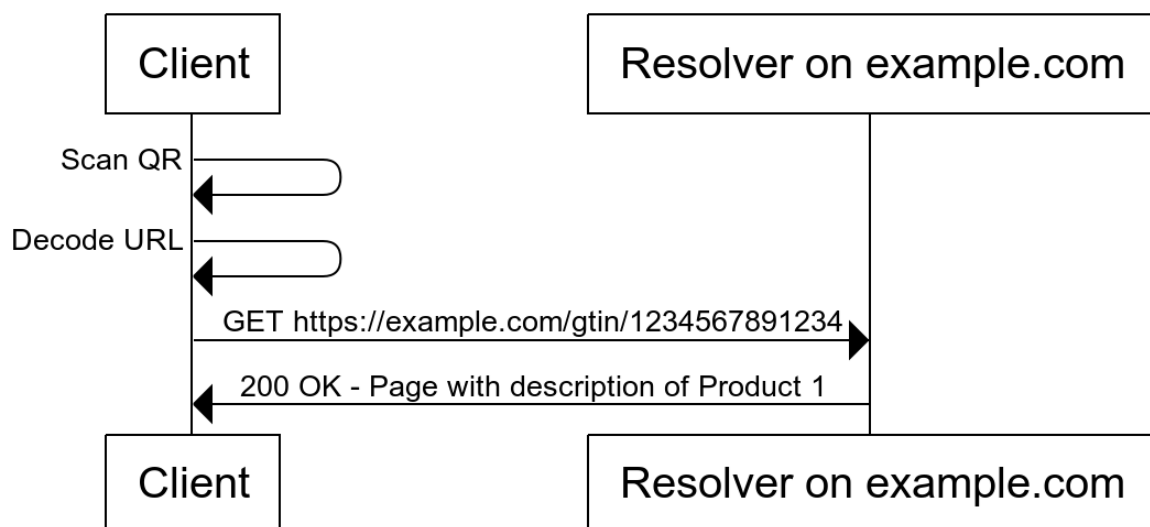 Client
Resolver on example.com
Scan QR
Decode URL
GET https://example.com/gtin/1234567891234
200 OK - Page with description of Product 1
Client
Resolver on example.com